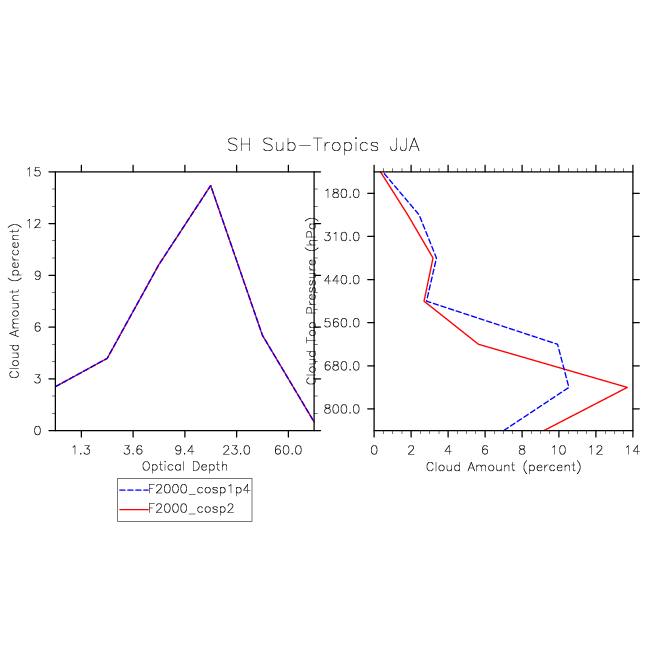 SH Sub-Tropics JJA
Cloud Amount (percent)
15
12
9
6
3
0
1.3 3.6 9.4 23.0 60.0
Optical Depth
Cloud Top Pressure (hPa)
180.0
310.0
440.0
560.0
680.0
800.0
0 2 4 6 8 10 12 14
Cloud Amount (percent)
F2000_cosp1p4
F2000_cosp2